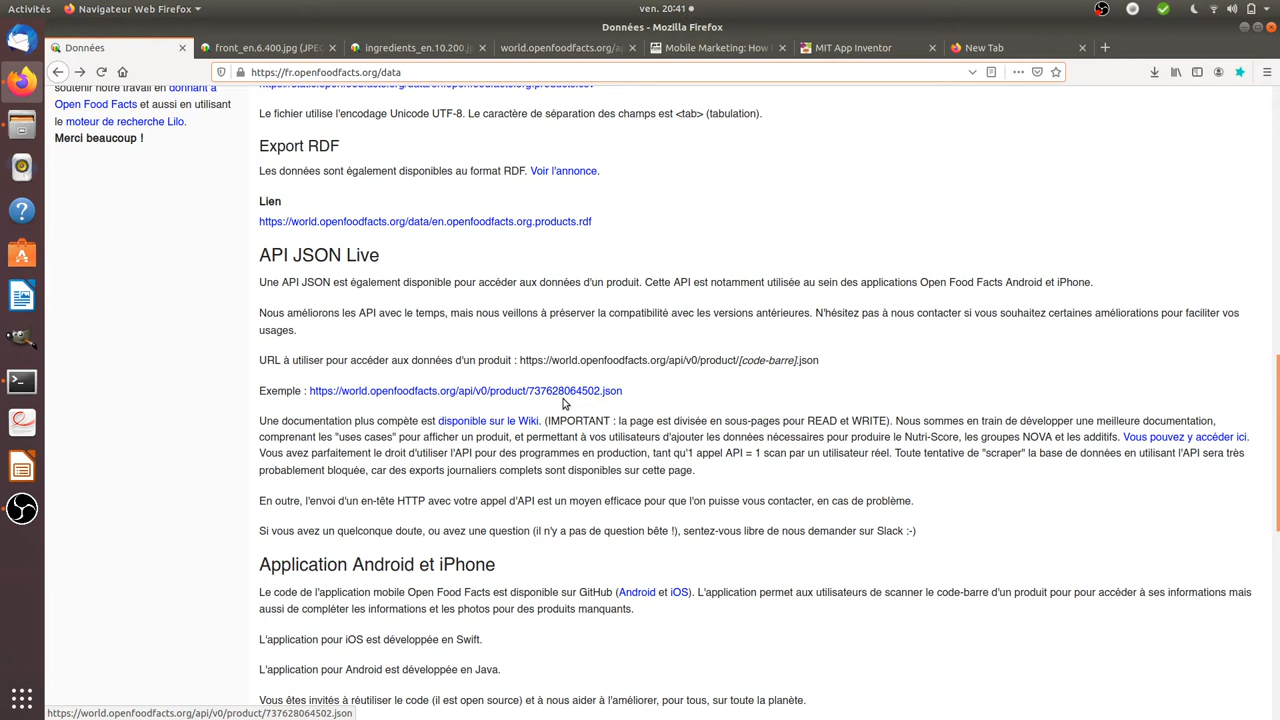 Activités
Navigateur Web Firefox
ven. 20:41
Données - Mozilla Firefox
Données
front_en.6.400.jpg (JPEG
ingredients_en.10.200.j
world.openfoodfacts.org/a
Mobile Marketing: How
MIT App Inventor
New Tab
https://fr.openfoodfacts.org/data
soutenir notre travail en donnant à
Open Food Facts et aussi en utilisant
le moteur de recherche Lilo.
Merci beaucoup !
Le fichier utilise l'encodage Unicode UTF-8. Le caractère de séparation des champs est <tab> (tabulation).
Export RDF
Les données sont également disponibles au format RDF. Voir l'annonce.
Lien
https://world.openfoodfacts.org/data/en.openfoodfacts.org.products.rdf
API JSON Live
Une API JSON est également disponible pour accéder aux données d'un produit. Cette API est notamment utilisée au sein des applications Open Food Facts Android et iPhone.
Nous améliorons les API avec le temps, mais nous veillons à préserver la compatibilité avec les versions antérieures. N'hésitez pas à nous contacter si vous souhaitez certaines améliorations pour faciliter vos
usages.
URL à utiliser pour accéder aux données d'un produit : https://world.openfoodfacts.org/api/v0/product/[code-barre].json
Exemple : https://world.openfoodfacts.org/api/v0/product/737628064502.json
Une documentation plus compète est disponible sur le Wiki. (IMPORTANT : la page est divisée en sous-pages pour READ et WRITE). Nous sommes en train de développer une meilleure documentation,
comprenant les "uses cases" pour afficher un produit, et permettant à vos utilisateurs d'ajouter les données nécessaires pour produire le Nutri-Score, les groupes NOVA et les additifs. Vous pouvez y accéder ici.
Vous avez parfaitement le droit d'utiliser l'API pour des programmes en production, tant qu'1 appel API = 1 scan par un utilisateur réel. Toute tentative de "scraper" la base de données en utilisant l'API sera très
probablement bloquée, car des exports journaliers complets sont disponibles sur cette page.
En outre, l'envoi d'un en-tête HTTP avec votre appel d'API est un moyen efficace pour que l'on puisse vous contacter, en cas de problème.
Si vous avez un quelconque doute, ou avez une question (il n'y a pas de question bête !), sentez-vous libre de nous demander sur Slack :-)
Application Android et iPhone
Le code de l'application mobile Open Food Facts est disponible sur GitHub (Android et iOS). L'application permet aux utilisateurs de scanner le code-barre d'un produit pour pour accéder à ses informations mais
aussi de compléter les informations et les photos pour des produits manquants.
L'application pour iOS est développée en Swift.
L'application pour Android est développée en Java.
Vous êtes invités à réutiliser le code (il est open source) et à nous aider à l'améliorer, pour tous, sur toute la planète.
https://world.openfoodfacts.org/api/v0/product/737628064502.json